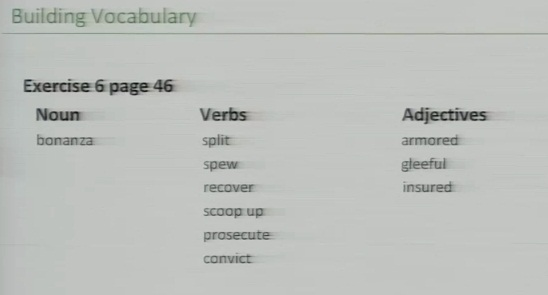 Building Vocabulary
Exercise 6 page 46
Noun Verbs Adjectives
bonanza split armored
spew gleeful
recover insured
scoop up
prosecute
convict